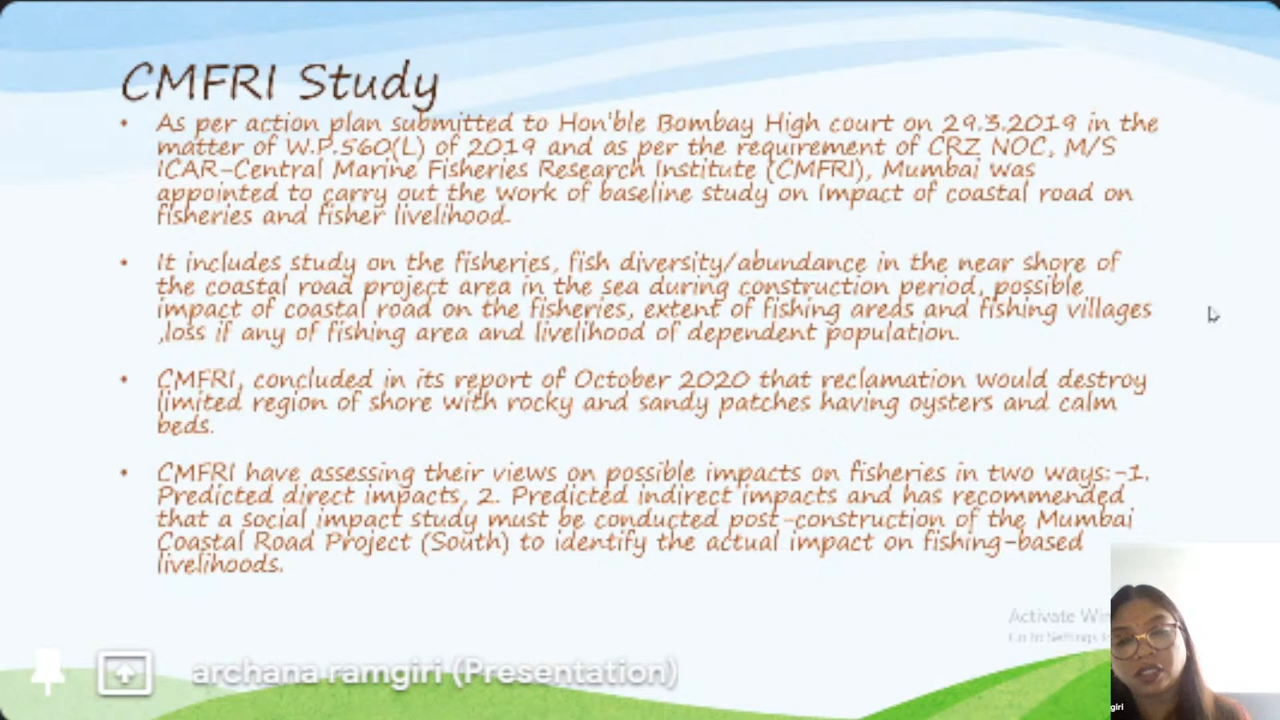 CMFRI Study
• As per action plan submitted to Hon'ble Bombay High court on 29.3.2019 in the
matter of W.P.560(L) of 2019 and as per the requirement of CRZ NOC, M/S
ICAR-Central Marine Fisheries Research Institute (CMFRI), Mumbai was
appointed to carry out the work of baseline study on Impact of coastal road on
fisheries and fisher livelihood.
• It includes study on the fisheries, fish diversity/abundance in the near shore of
the coastal road project area in the sea during construction period, possible
impact of coastal road on the fisheries, extent of fishing areas and fishing villages
,loss if any of fishing area and livelihood of dependent population.
• CMFRI, concluded in its report of October 2020 that reclamation would destroy
limited region of shore with rocky and sandy patches having oysters and calm
beds.
• CMFRI have assessing their views on possible impacts on fisheries in two ways:-1.
Predicted direct impacts, 2. Predicted indirect impacts and has recommended
that a social impact study must be conducted post-construction of the Mumbai
Coastal Road Project (South) to identify the actual impact on fishing-based
livelihoods.
Activate
Go to Settings
archana ramgiri (Presentation)
giri